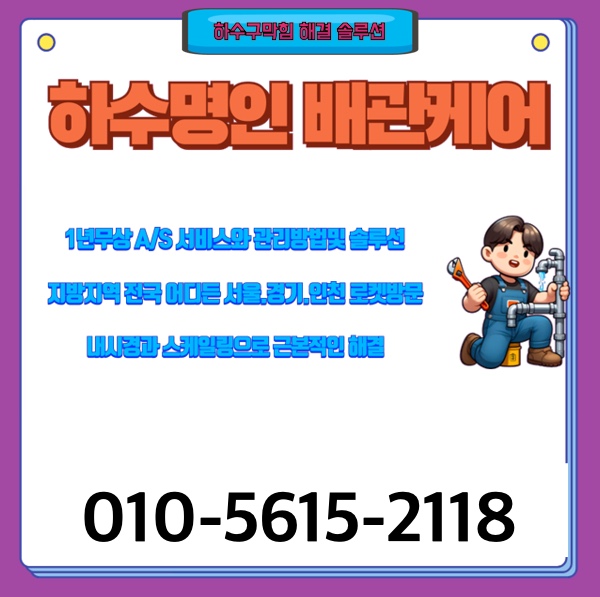 하수구막힘 해결 솔루션
하수명인 배관케어
1년무상 A/S 서비스와 관리방법및 솔루션
지방지역 전국 어디든 서울.경기.인천 로켓방문
내시경과 스케일링으로 근본적인 해결
010-5615-2118